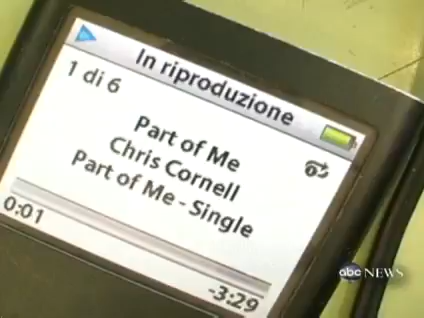 In riproduzione
1 di 6
Part of Me
Chris Cornell
Part of Me - Single
0:01
-3:29
abc NEWS